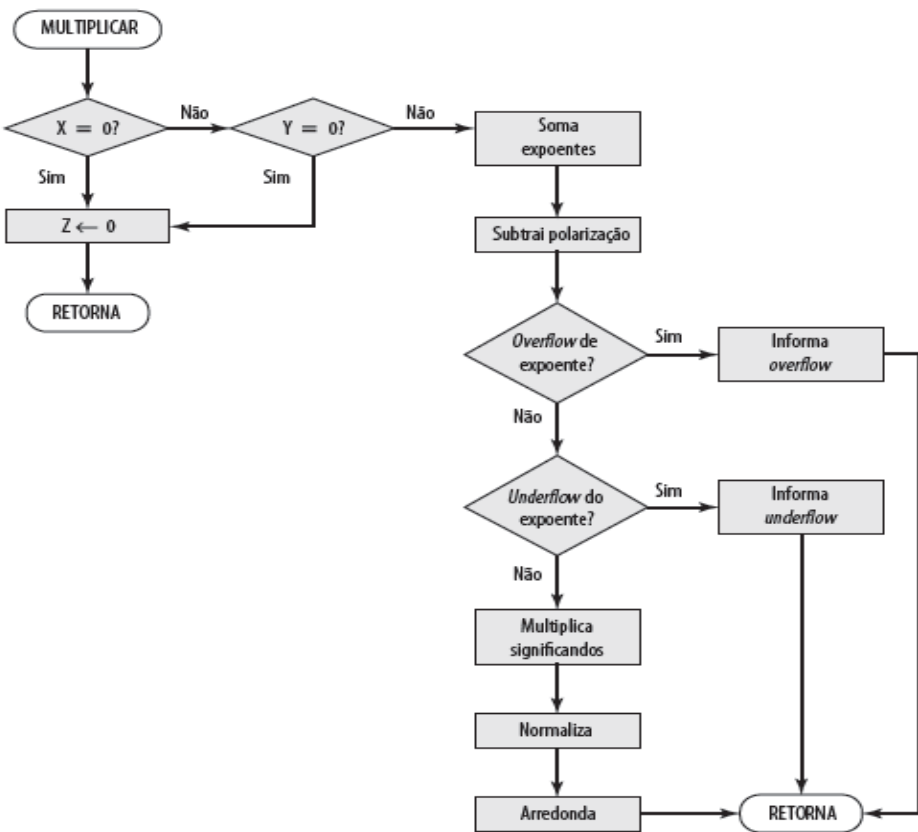 MULTIPLICAR
X = 0?
Não
Y = 0?
Não
Soma
expoentes
Sim
Sim
Z ← 0
Subtrai polarização
RETORNA
Overflow de
expoente?
Sim
Informa
overflow
Não
Underflow do
expoente?
Sim
Informa
underflow
Não
Multiplica
significandos
Normaliza
Arredonda
RETORNA